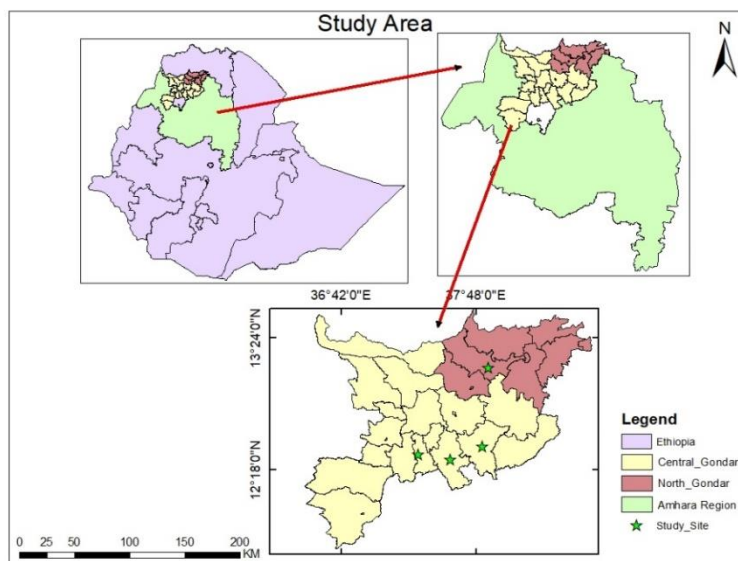 Study Area
N
36°42'0"E
37°48'0"E
13°24'0"N
12°18'0"N
Legend
Ethiopia
Central_Gondar
North_Gondar
Amhara Region
Study_Site
0 25 50 100 150 200
KM